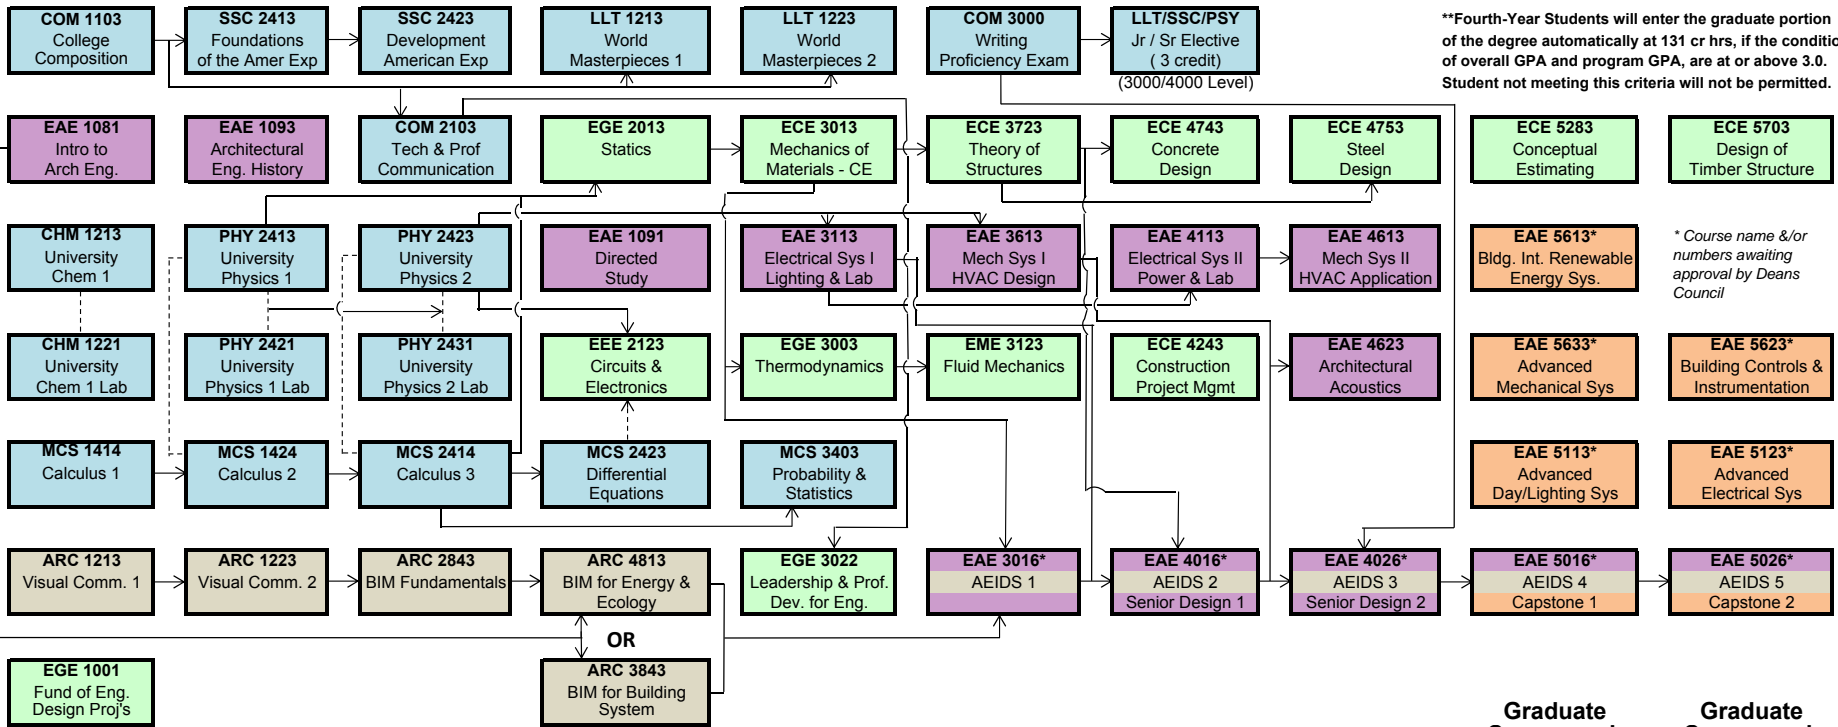 COM 1103
College
Composition
SSC 2413
Foundations
of the Amer Exp
SSC 2423
Development
American Exp
LLT 1213
World
Masterpieces 1
LLT 1223
World
Masterpieces 2
COM 3000
Writing
Proficiency Exam
LLT/SSC/PSY
Jr / Sr Elective
( 3 credit)
(3000/4000 Level)
**Fourth-Year Students will enter the graduate portion
of the degree automatically at 131 cr hrs, if the conditio
of overall GPA and program GPA, are at or above 3.0.
Student not meeting this criteria will not be permitted.
EAE 1081
Intro to
Arch Eng.
EAE 1093
Architectural
Eng. History
COM 2103
Tech & Prof
Communication
EGE 2013
Statics
ECE 3013
Mechanics of
Materials - CE
ECE 3723
Theory of
Structures
ECE 4743
Concrete
Design
ECE 4753
Steel
Design
ECE 5283
Conceptual
Estimating
ECE 5703
Design of
Timber Structure
CHM 1213
University
Chem 1
PHY 2413
University
Physics 1
PHY 2423
University
Physics 2
EAE 1091
Directed
Study
EAE 3113
Electrical Sys I
Lighting & Lab
EAE 3613
Mech Sys I
HVAC Design
EAE 4113
Electrical Sys II
Power & Lab
EAE 4613
Mech Sys II
HVAC Application
EAE 5613*
Bldg. Int. Renewable
Energy Sys.
* Course name &/or
numbers awaiting
approval by Deans
Council
CHM 1221
University
Chem 1 Lab
PHY 2421
University
Physics 1 Lab
PHY 2431
University
Physics 2 Lab
EEE 2123
Circuits &
Electronics
EGE 3003
Thermodynamics
EME 3123
Fluid Mechanics
ECE 4243
Construction
Project Mgmt
EAE 4623
Architectural
Acoustics
EAE 5633*
Advanced
Mechanical Sys
EAE 5623*
Building Controls &
Instrumentation
MCS 1414
Calculus 1
MCS 1424
Calculus 2
MCS 2414
Calculus 3
MCS 2423
Differential
Equations
MCS 3403
Probability &
Statistics
EAE 5113*
Advanced
Day/Lighting Sys
EAE 5123*
Advanced
Electrical Sys
ARC 1213
Visual Comm. 1
ARC 1223
Visual Comm. 2
ARC 2843
BIM Fundamentals
ARC 4813
BIM for Energy &
Ecology
EGE 3022
Leadership & Prof.
Dev. for Eng.
EAE 3016*
AEIDS 1
EAE 4016*
AEIDS 2
Senior Design 1
EAE 4026*
AEIDS 3
Senior Design 2
EAE 5016*
AEIDS 4
Capstone 1
EAE 5026*
AEIDS 5
Capstone 2
OR
EGE 1001
Fund of Eng.
Design Proj's
ARC 3843
BIM for Building
System
Graduate
Graduate